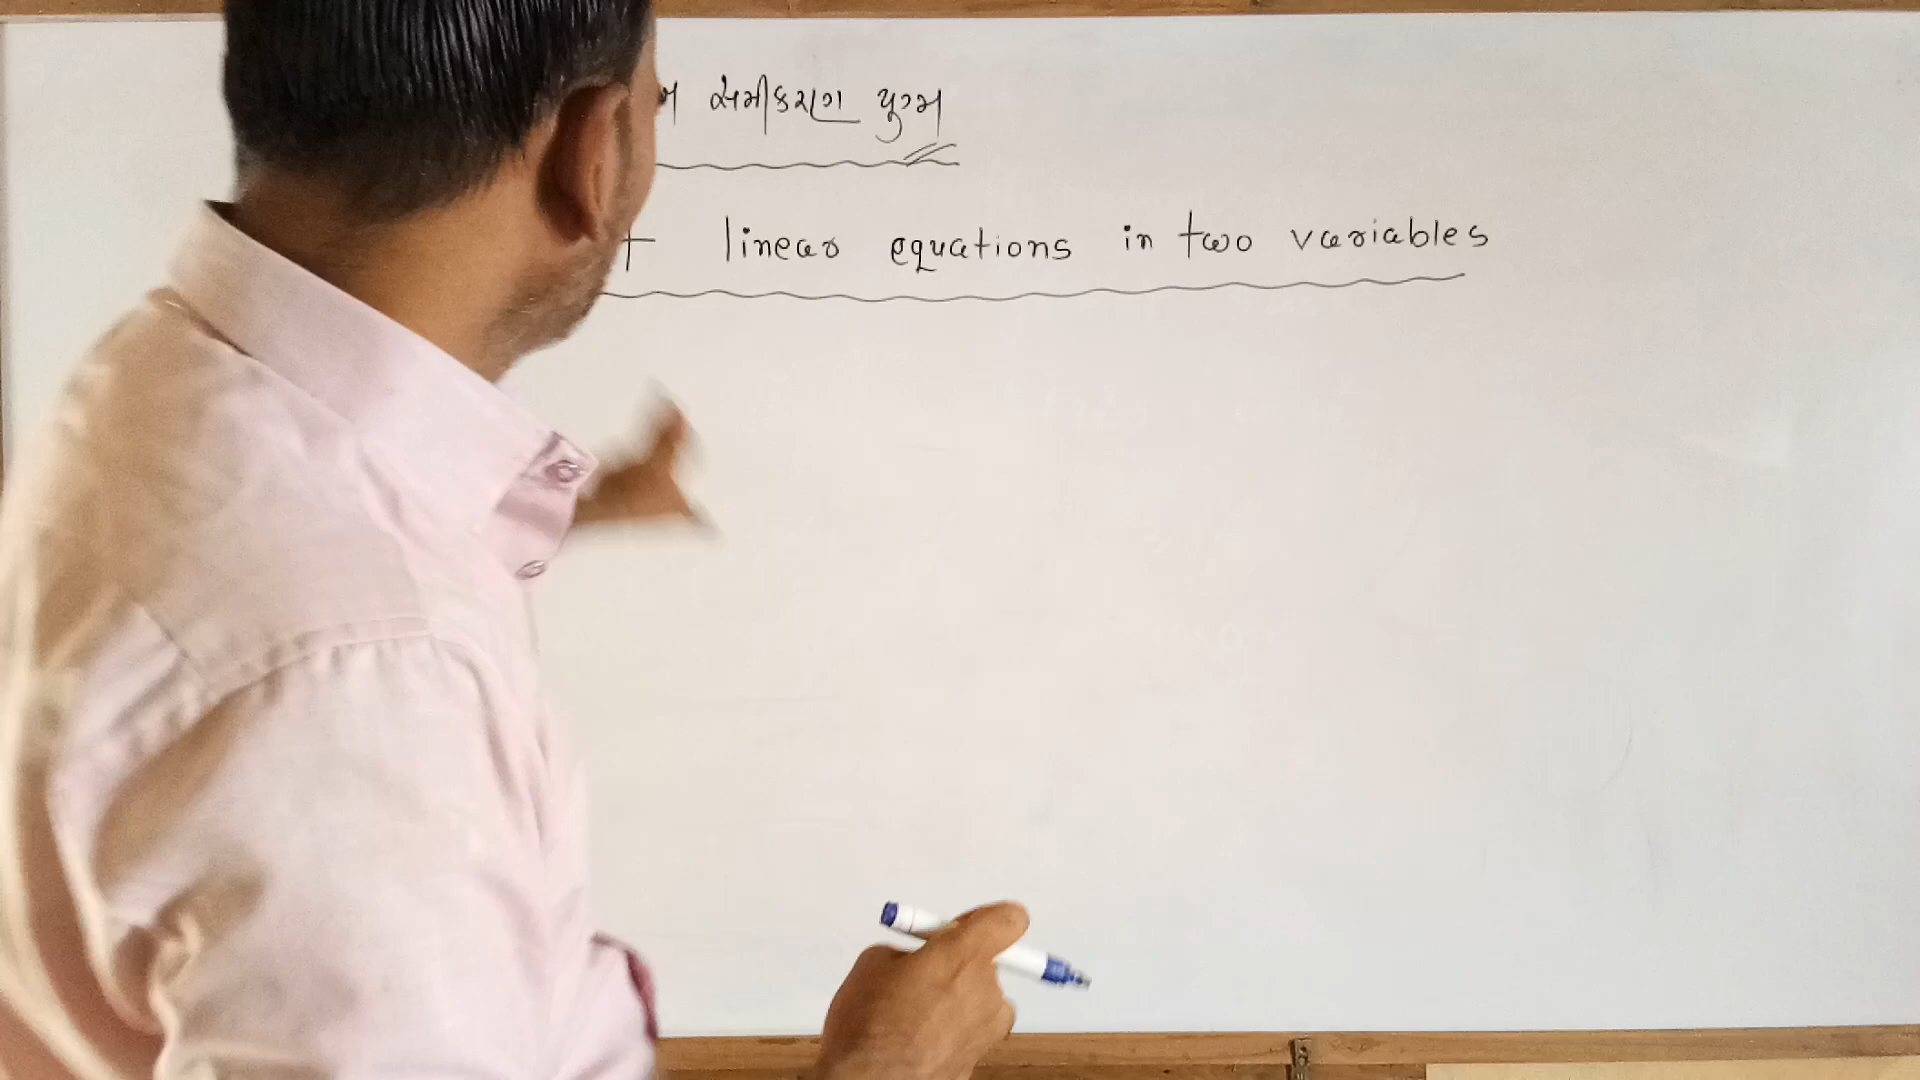 સમીકરણ યુગ્મ
linear equations in two variables